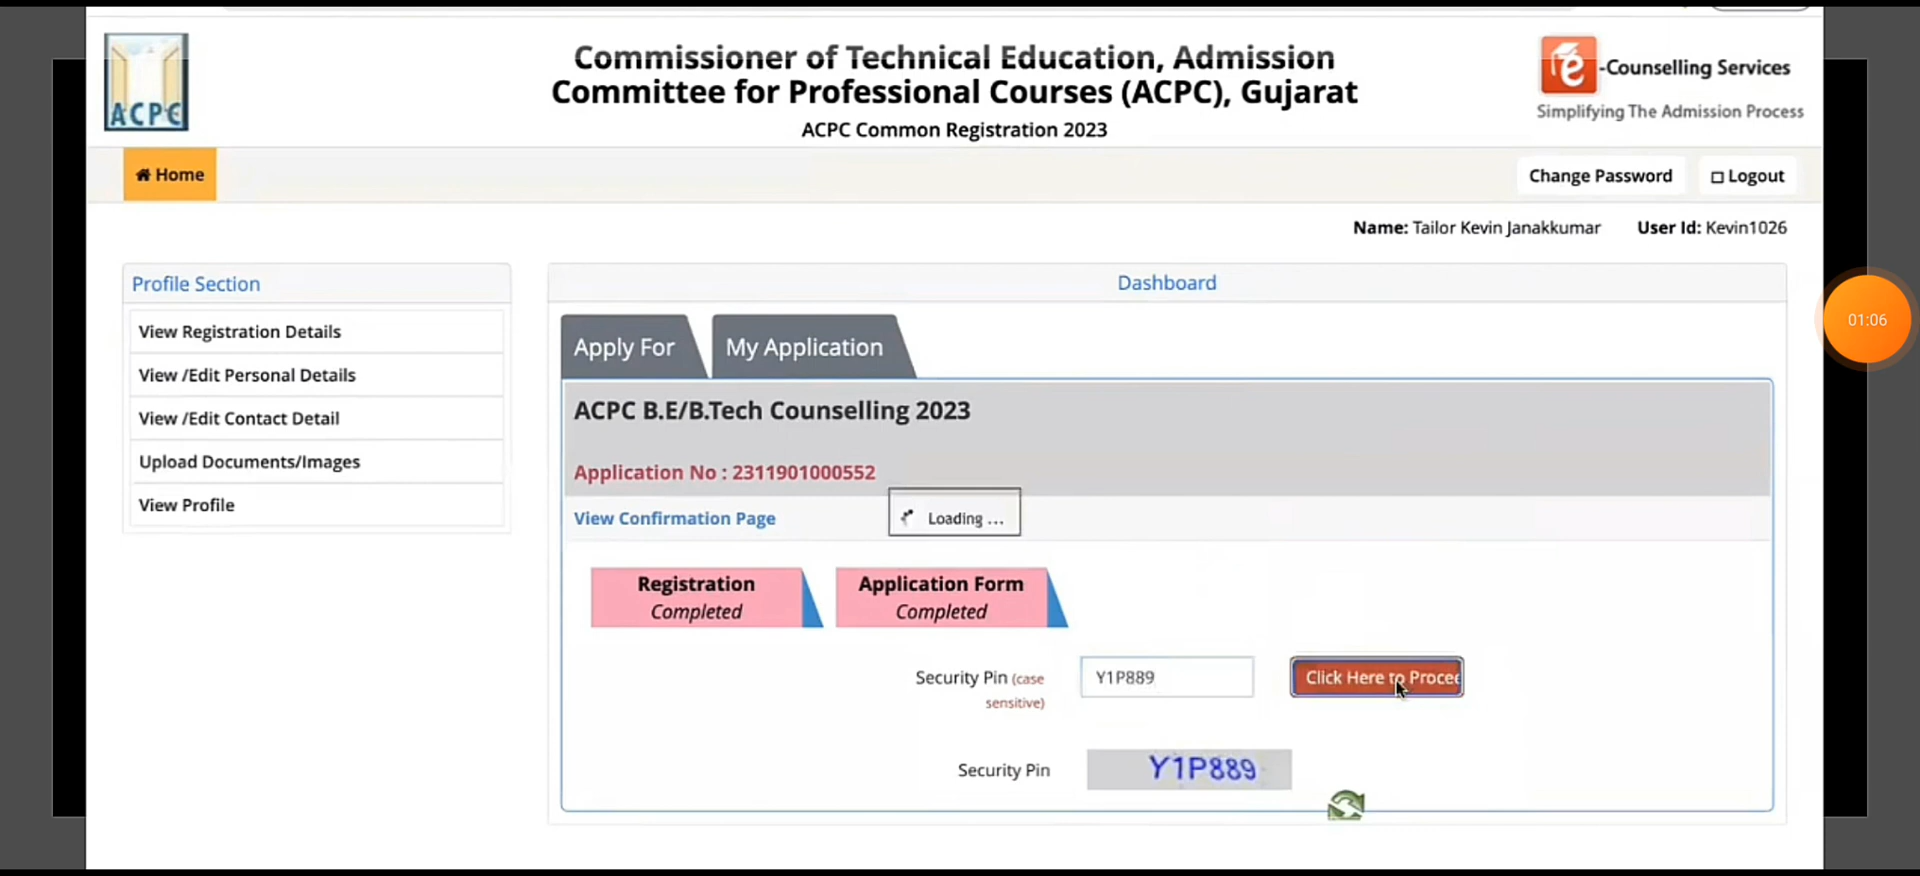 Commissioner of Technical Education, Admission
Committee for Professional Courses (ACPC), Gujarat
ACPC Common Registration 2023
ACPC
e
-Counselling Services
Simplifying The Admission Process
Home
Change Password
Logout
Name: Tailor Kevin Janakkumar User Id: Kevin1026
Profile Section
View Registration Details
View /Edit Personal Details
View /Edit Contact Detail
Upload Documents/Images
View Profile
Dashboard
Apply For
My Application
ACPC B.E/B.Tech Counselling 2023
Application No : 2311901000552
View Confirmation Page
Loading ...
Registration
Completed
Application Form
Completed
Security Pin (case
sensitive)
Y1P889
Click Here to Procee
Security Pin
Y1P889
01:06